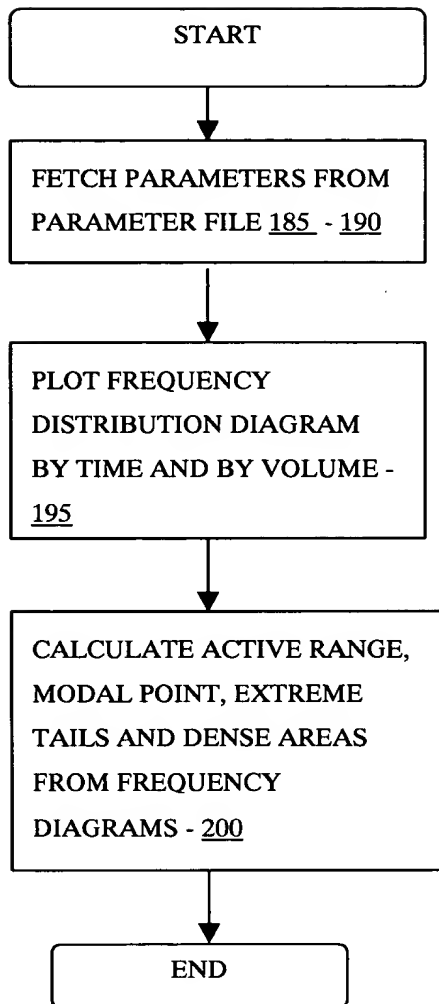 START
FETCH PARAMETERS FROM
PARAMETER FILE 185 - 190
PLOT FREQUENCY
DISTRIBUTION DIAGRAM
BY TIME AND BY VOLUME -
195
CALCULATE ACTIVE RANGE,
MODAL POINT, EXTREME
TAILS AND DENSE AREAS
FROM FREQUENCY
DIAGRAMS - 200
END